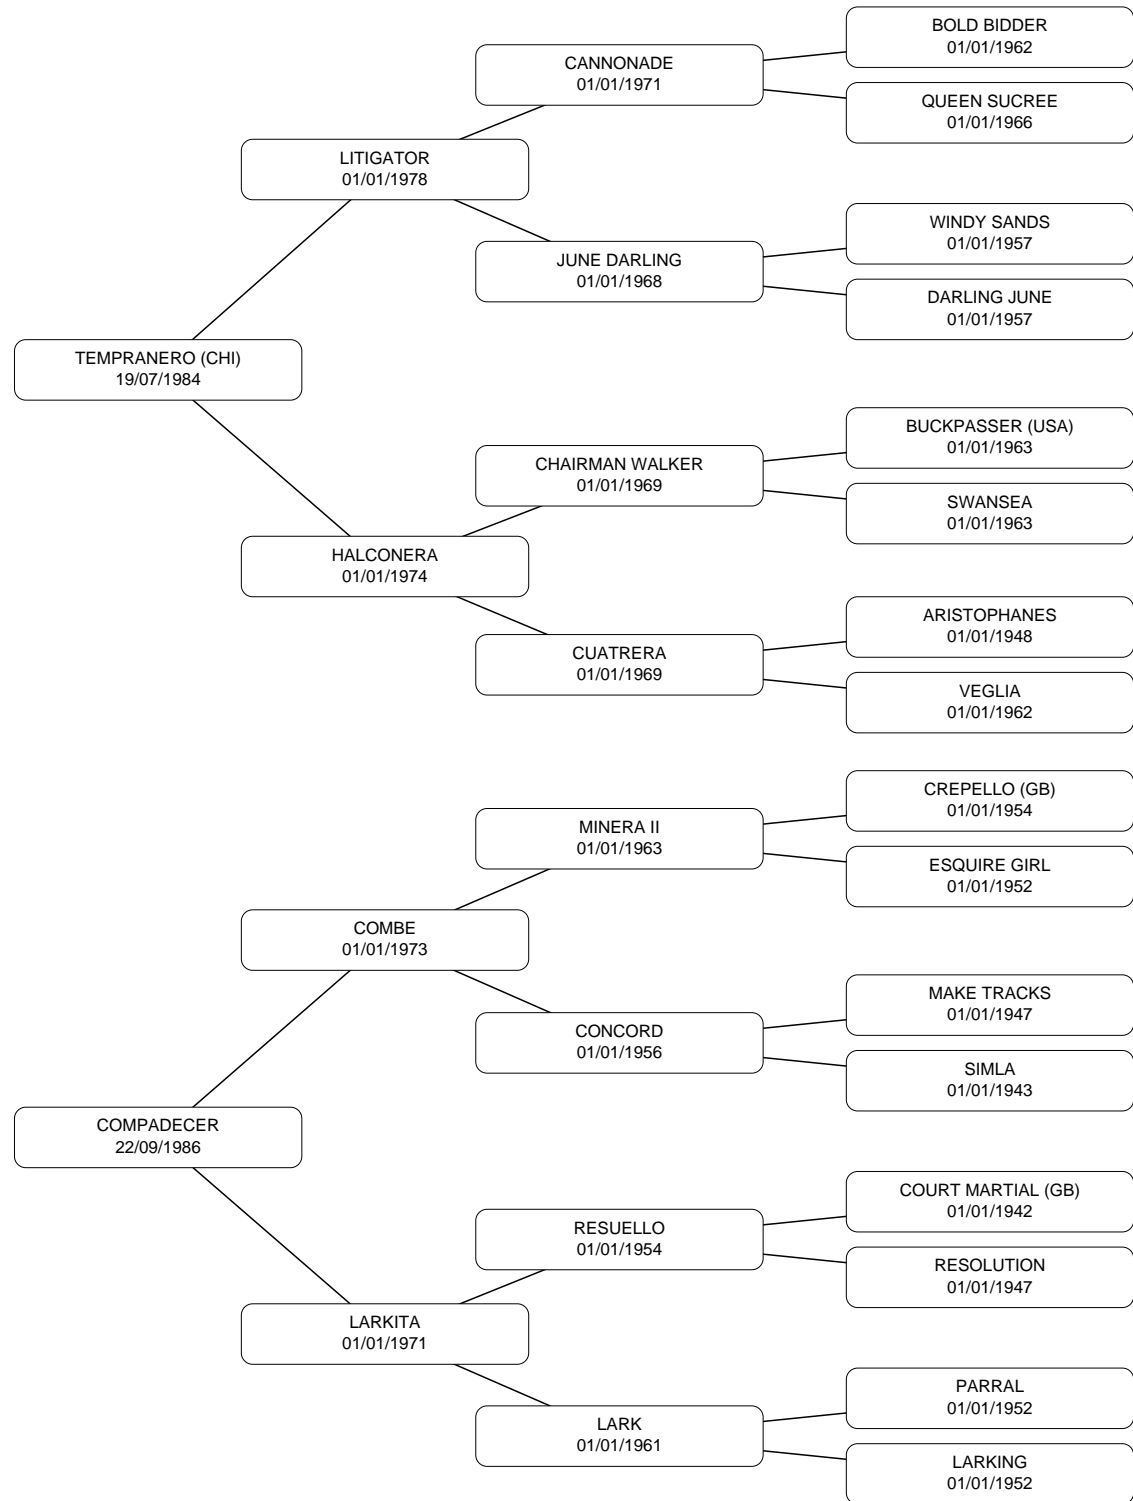 BOLD BIDDER
01/01/1962
CANNONADE
01/01/1971
QUEEN SUCREE
01/01/1966
LITIGATOR
01/01/1978
WINDY SANDS
01/01/1957
JUNE DARLING
01/01/1968
DARLING JUNE
01/01/1957
TEMPRANERO (CHI)
19/07/1984
BUCKPASSER (USA)
01/01/1963
CHAIRMAN WALKER
01/01/1969
SWANSEA
01/01/1963
HALCONERA
01/01/1974
ARISTOPHANES
01/01/1948
CUATRERA
01/01/1969
VEGLIA
01/01/1962
CREPELLO (GB)
01/01/1954
MINERA II
01/01/1963
ESQUIRE GIRL
01/01/1952
COMBE
01/01/1973
MAKE TRACKS
01/01/1947
CONCORD
01/01/1956
SIMLA
01/01/1943
COMPADECER
22/09/1986
COURT MARTIAL (GB)
01/01/1942
RESUELLO
01/01/1954
RESOLUTION
01/01/1947
LARKITA
01/01/1971
PARRAL
01/01/1952
LARK
01/01/1961
LARKING
01/01/1952